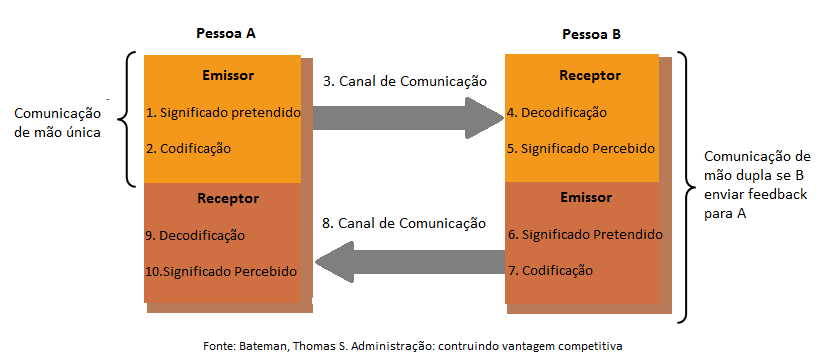 Pessoa A
Pessoa B
Comunicação
de mão única
Emissor
1. Significado pretendido
2. Codificação
3. Canal de Comunicação
Receptor
4. Decodificação
5. Significado Percebido
Emissor
6. Significado Pretendido
7. Codificação
8. Canal de Comunicação
Receptor
9. Decodificação
10.Significado Percebido
Comunicação de
mão dupla se B
enviar feedback
para A
Fonte: Bateman, Thomas S. Administração: contruindo vantagem competitiva